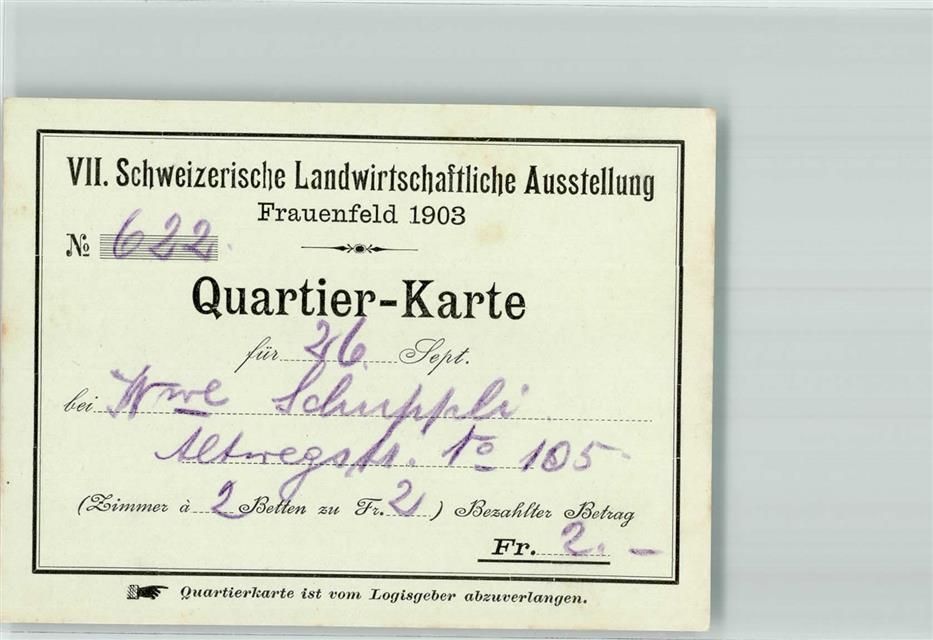 VII. Schweizerische Landwirtschaftliche Ausstellung
Frauenfeld 1903
№ 622.
Quartier-Karte
für 26. Sept.
bei Wwe Schuppli.
Altwegstr. No 105
(Zimmer à 2 Betten zu Fr. 2) Bezahlter Betrag
Fr. 2. —
Quartierkarte ist vom Logisgeber abzuverlangen.